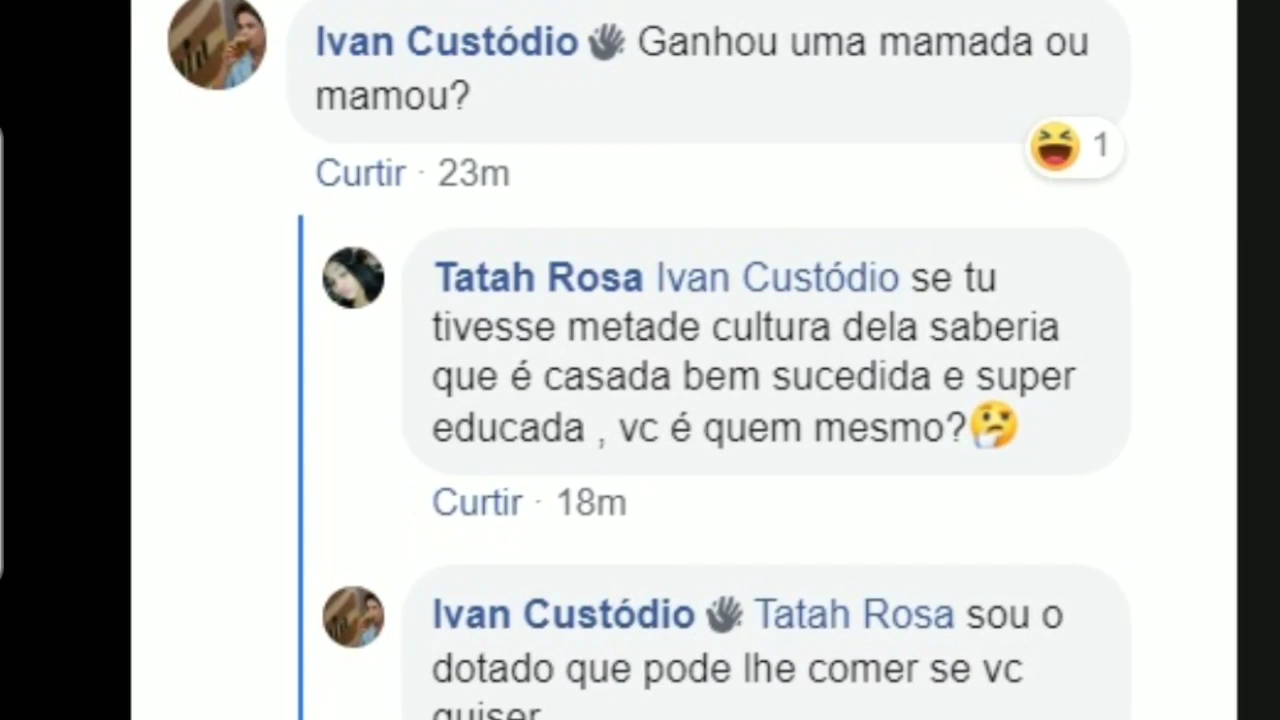 Ivan Custódio 👋 Ganhou uma mamada ou
mamou?
1
Curtir · 23m
Tatah Rosa Ivan Custódio se tu
tivesse metade cultura dela saberia
que é casada bem sucedida e super
educada , vc é quem mesmo?🤔
Curtir · 18m
Ivan Custódio 👋 Tatah Rosa sou o
dotado que pode lhe comer se vc
quiser